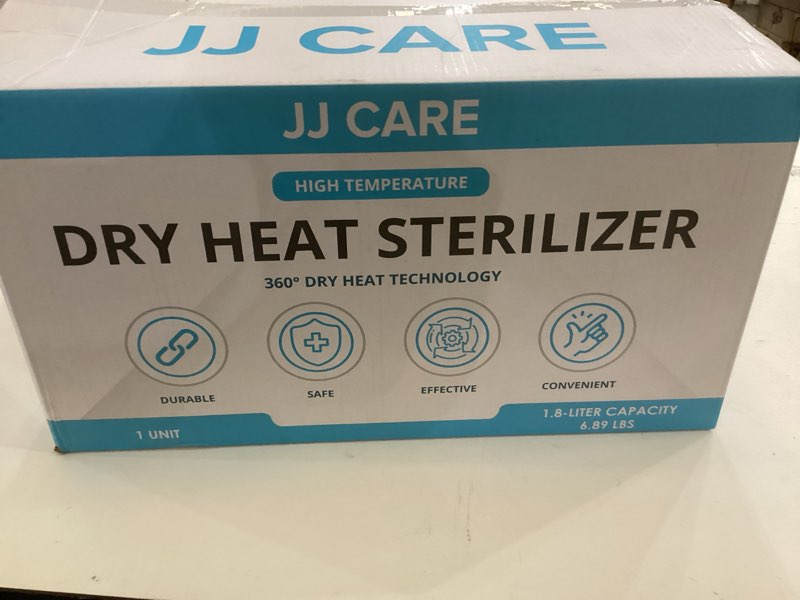 JJ CARE
JJ CARE
HIGH TEMPERATURE
DRY HEAT STERILIZER
360° DRY HEAT TECHNOLOGY
DURABLE
SAFE
EFFECTIVE
CONVENIENT
1 UNIT
1.8-LITER CAPACITY
6.89 LBS